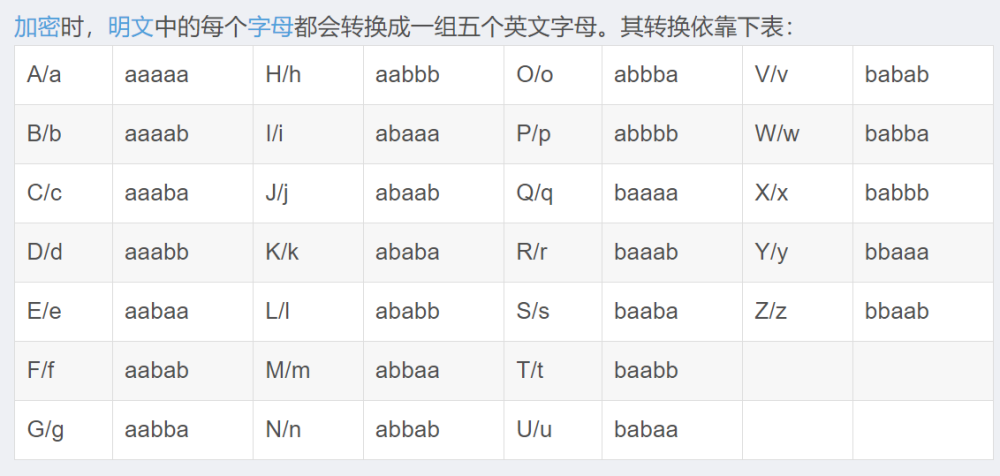 加密时，明文中的每个字母都会转换成一组五个英文字母。其转换依靠下表：
A/a aaaaa H/h aabbb O/o abbba V/v babab
B/b aaaab I/i abaaa P/p abbbb W/w babba
C/c aaaba J/j abaab Q/q baaaa X/x babbb
D/d aaabb K/k ababa R/r baaab Y/y bbaaa
E/e aabaa L/l ababb S/s baaba Z/z bbaab
F/f aabab M/m abbaa T/t baabb
G/g aabba N/n abbab U/u babaa